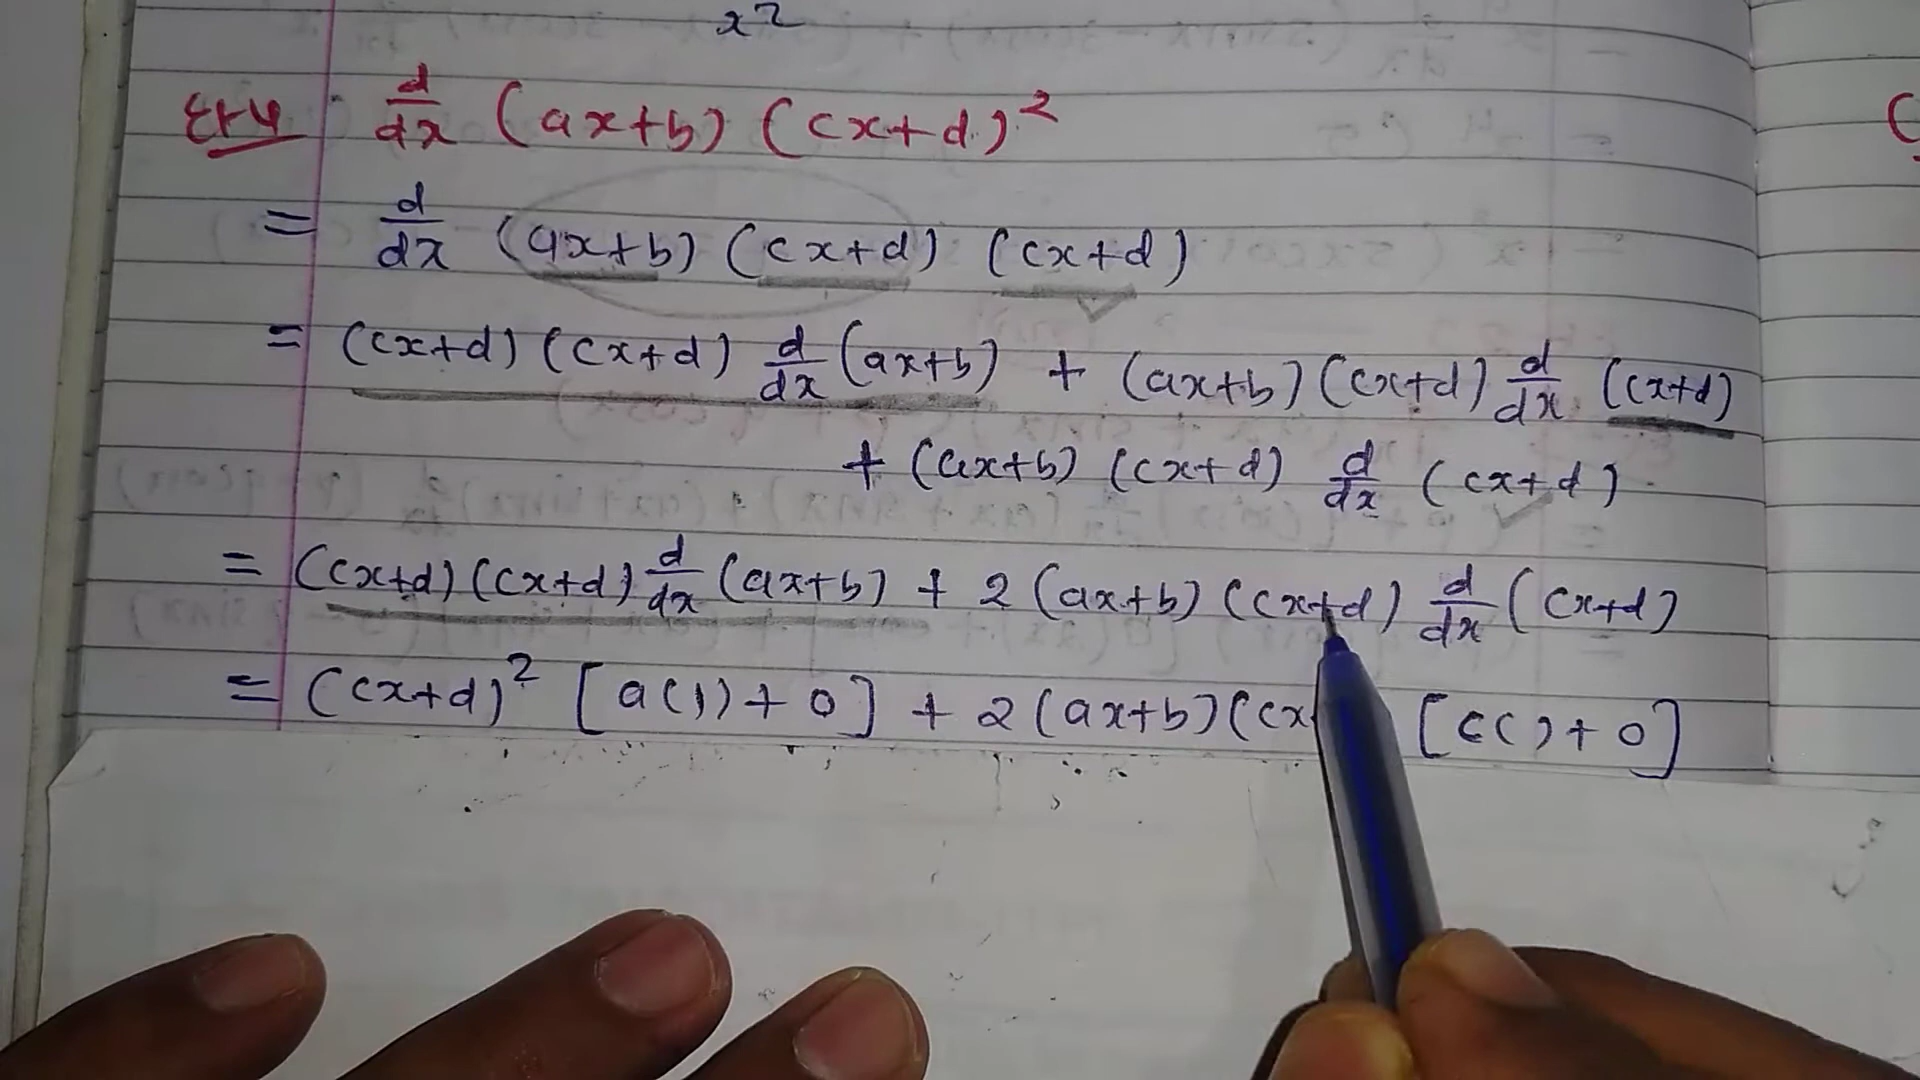 x²
Ex4 d/dx (ax+b) (cx+d)²
= d/dx (ax+b) (cx+d) (cx+d)
= (cx+d) (cx+d) d/dx (ax+b) + (ax+b) (cx+d) d/dx (cx+d)
+ (ax+b) (cx+d) d/dx (cx+d)
= (cx+d) (cx+d) d/dx (ax+b) + 2 (ax+b) (cx+d) d/dx (cx+d)
= (cx+d)² [a(1) + 0] + 2 (ax+b) (cx [c( ) + 0]